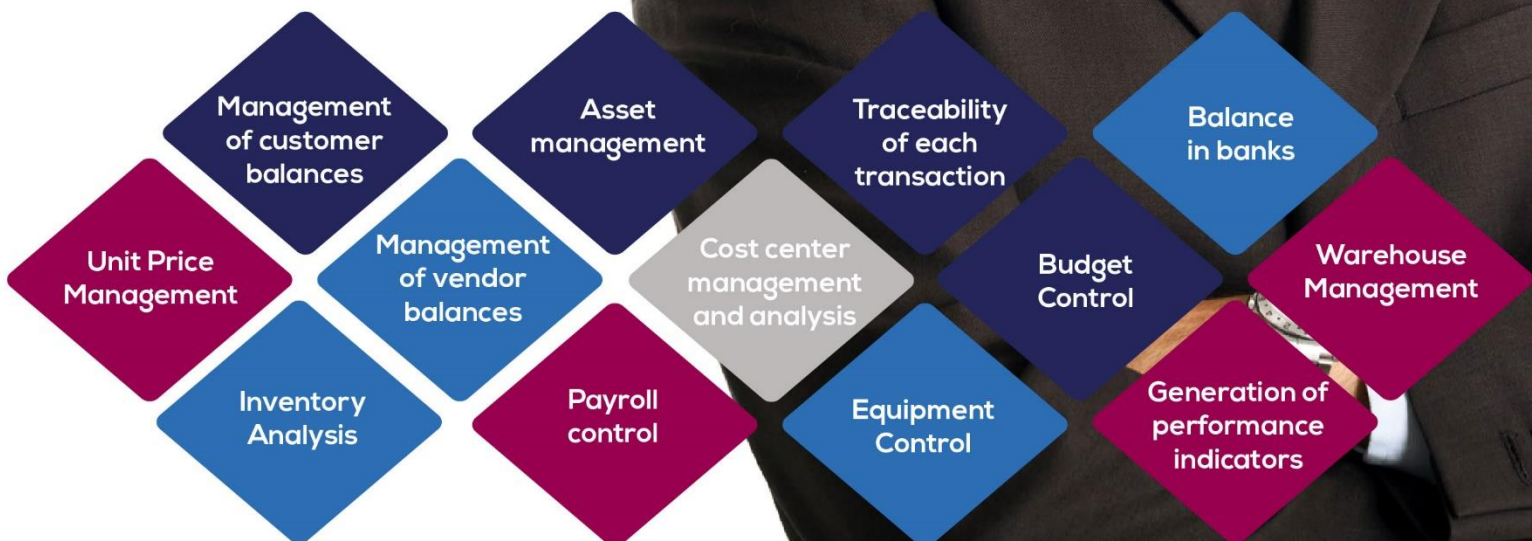 Management
of customer
balances
Asset
management
Traceability
of each
transaction
Balance
in banks
Unit Price
Management
Management
of vendor
balances
Cost center
management
and analysis
Budget
Control
Warehouse
Management
Inventory
Analysis
Payroll
control
Equipment
Control
Generation of
performance
indicators